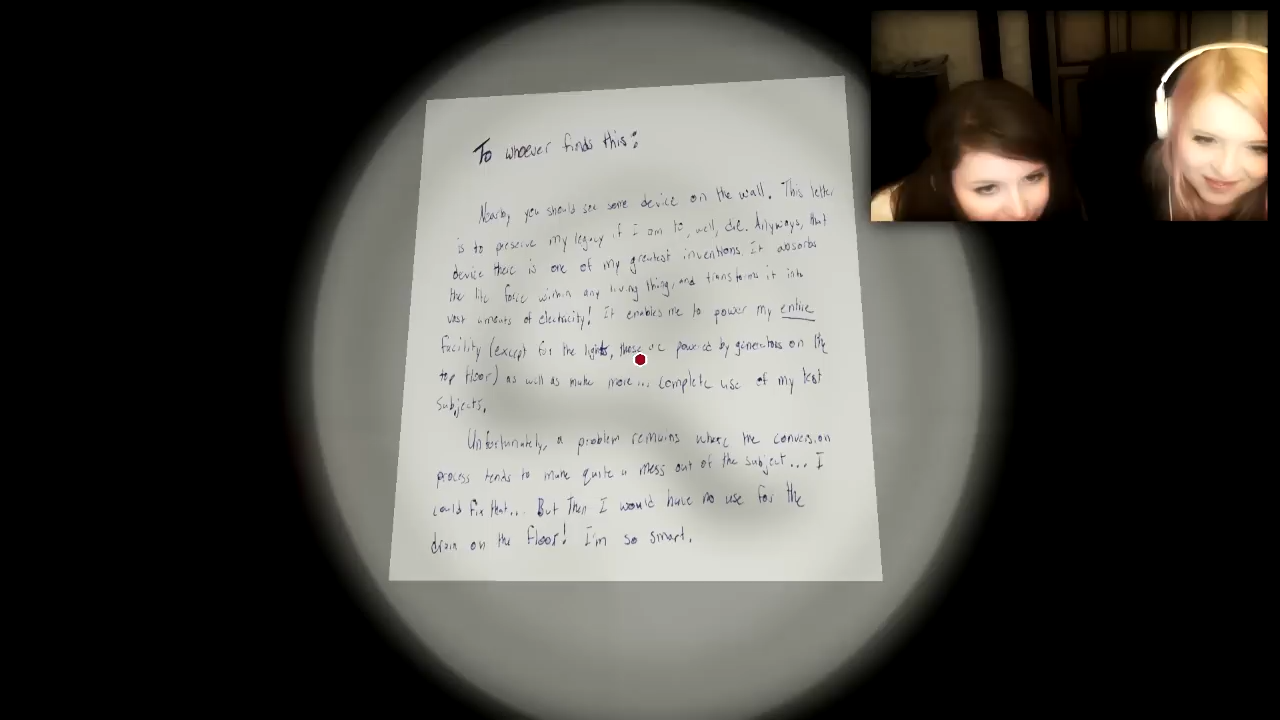 To whoever finds this:
Nearby, you should see some device on the wall. This letter
is to preserve my legacy if I am to, well, die. Anyways, that
device there is one of my greatest inventions. It absorbs
the life force within any living thing, and transforms it into
vast amounts of electricity! It enables me to power my entire
facility (except for the lights, those are powered by generators on the
top floor) as well as make more... complete use of my test
subjects.
Unfortunately, a problem remains where the conversion
process tends to make quite a mess out of the subject... I
could fix that... But then I would have no use for the
drain on the floor! I'm so smart.